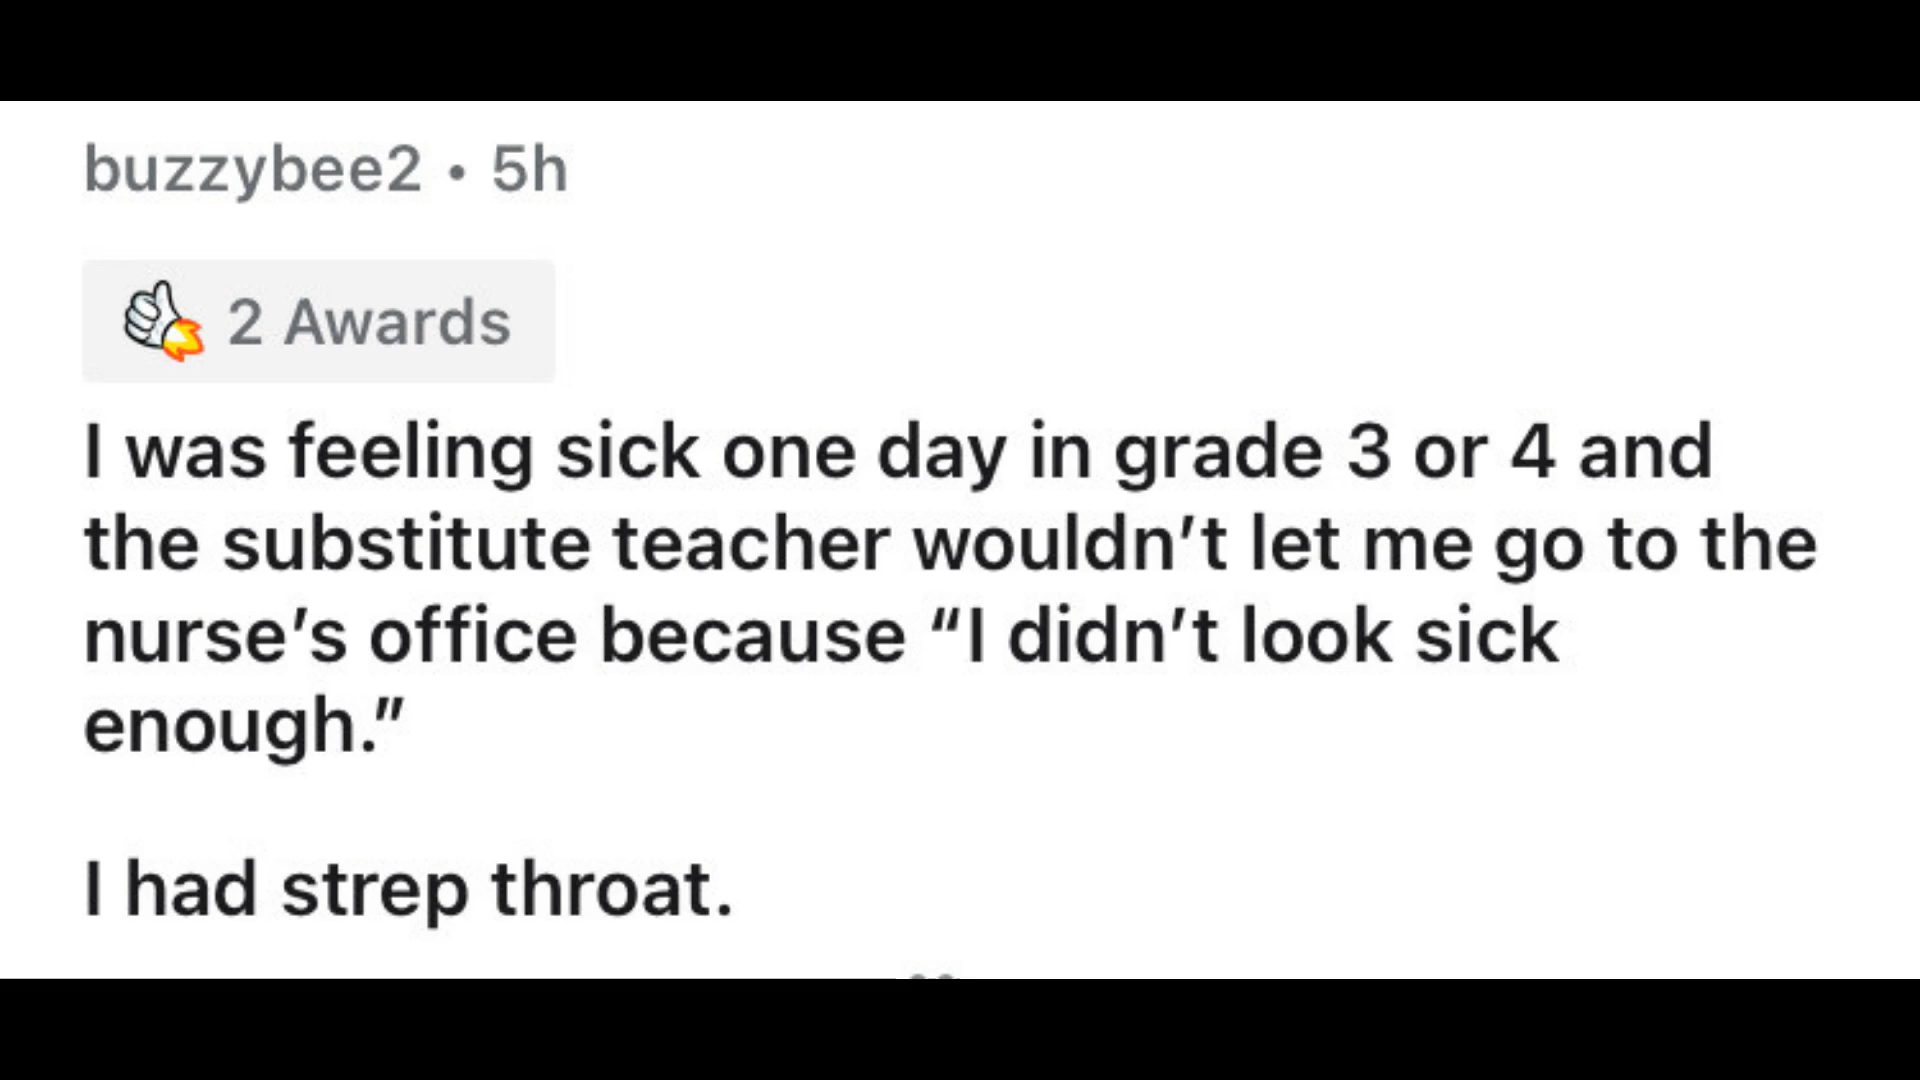 buzzybee2 • 5h
2 Awards
I was feeling sick one day in grade 3 or 4 and
the substitute teacher wouldn’t let me go to the
nurse’s office because “I didn’t look sick
enough.”
I had strep throat.